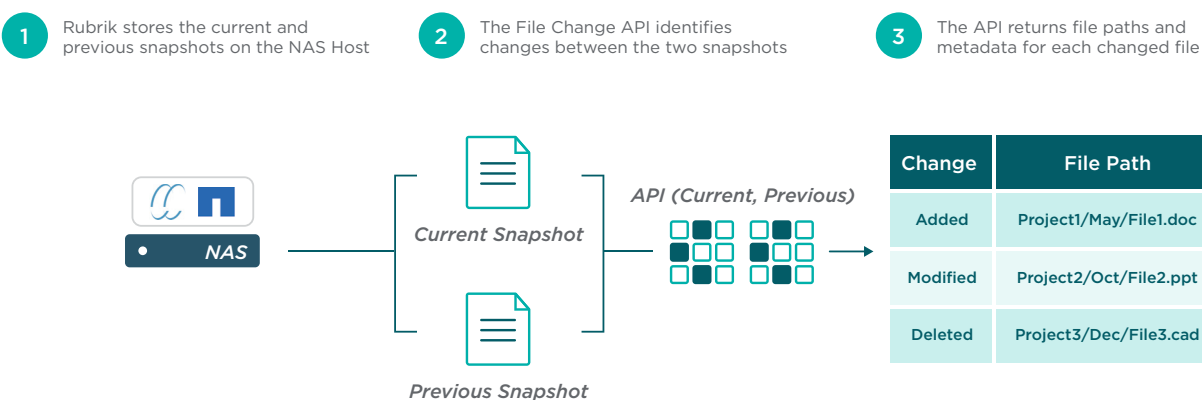 1
Rubrik stores the current and
previous snapshots on the NAS Host
2
The File Change API identifies
changes between the two snapshots
3
The API returns file paths and
metadata for each changed file
NAS
Current Snapshot
Previous Snapshot
API (Current, Previous)
Change File Path
Added Project1/May/File1.doc
Modified Project2/Oct/File2.ppt
Deleted Project3/Dec/File3.cad